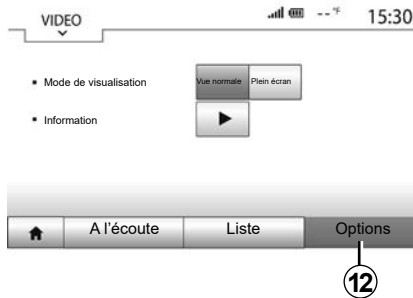 VIDEO --°F 15:30
Mode de visualisation Vue normale Plein écran
Information
A l'écoute Liste Options
12